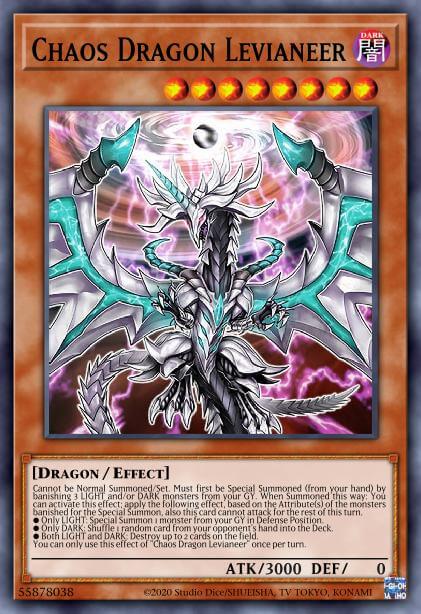 CHAOS DRAGON LEVIANEER
DARK
闇
[DRAGON / EFFECT]
Cannot be Normal Summoned/Set. Must first be Special Summoned (from your hand) by
banishing 3 LIGHT and/or DARK monsters from your GY. When Summoned this way: You
can activate this effect; apply the following effect, based on the Attribute(s) of the monsters
banished for the Special Summon, also this card cannot attack for the rest of this turn.
●Only LIGHT: Special Summon 1 monster from your GY in Defense Position.
●Only DARK: Shuffle 1 random card from your opponent's hand into the Deck.
●Both LIGHT and DARK: Destroy up to 2 cards on the field.
You can only use this effect of "Chaos Dragon Levianeer" once per turn.
ATK/3000 DEF/ 0
55878038
©2020 Studio Dice/SHUEISHA, TV TOKYO, KONAMI